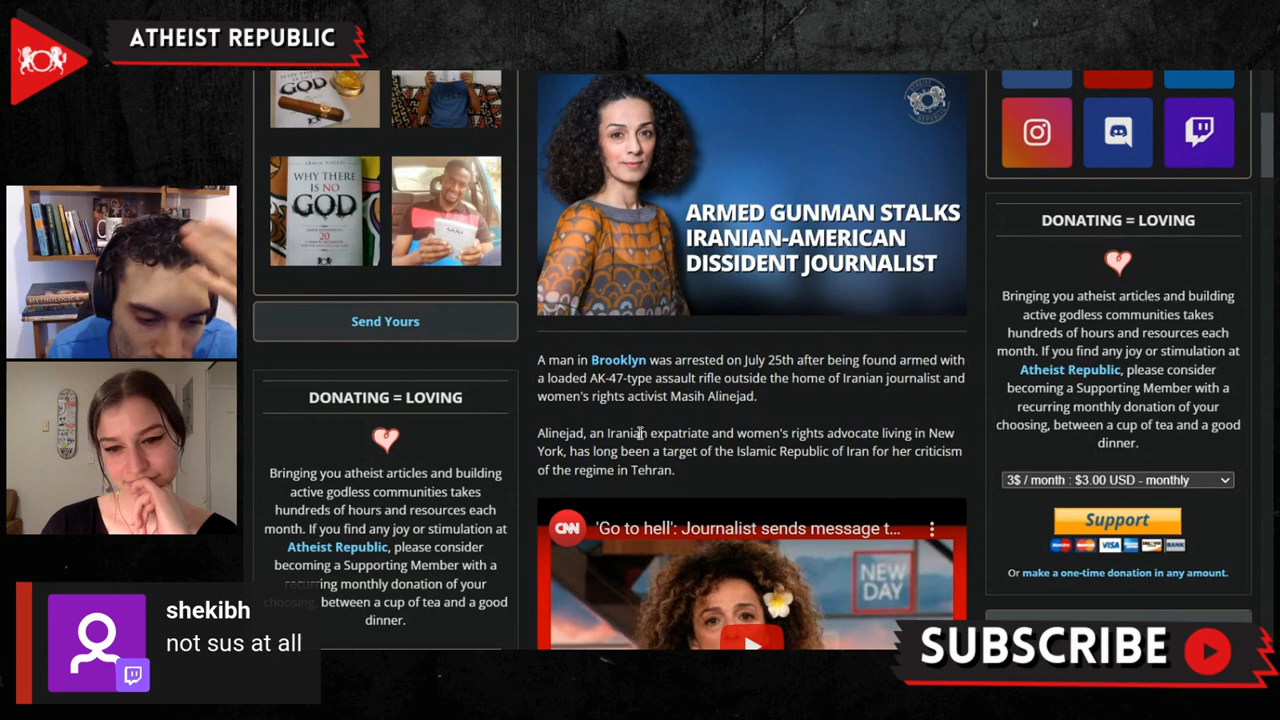 ATHEIST REPUBLIC
WHY THERE
IS NO
GOD
Send Yours
DONATING = LOVING
Bringing you atheist articles and building
active godless communities takes
hundreds of hours and resources each
month. If you find any joy or stimulation at
Atheist Republic, please consider
becoming a Supporting Member with a
recurring monthly donation of your
choosing, between a cup of tea and a good
dinner.
ARMED GUNMAN STALKS
IRANIAN-AMERICAN
DISSIDENT JOURNALIST
A man in Brooklyn was arrested on July 25th after being found armed with
a loaded AK-47-type assault rifle outside the home of Iranian journalist and
women's rights activist Masih Alinejad.
Alinejad, an Iranian expatriate and women's rights advocate living in New
York, has long been a target of the Islamic Republic of Iran for her criticism
of the regime in Tehran.
CNN
'Go to hell': Journalist sends message t...
NEW
DAY
DONATING = LOVING
Bringing you atheist articles and building
active godless communities takes
hundreds of hours and resources each
month. If you find any joy or stimulation at
Atheist Republic, please consider
becoming a Supporting Member with a
recurring monthly donation of your
choosing, between a cup of tea and a good
dinner.
3$ / month : $3.00 USD - monthly
Support
VISA
BANK
Or make a one-time donation in any amount.
MYTHOLOGICA
shekibh
not sus at all
SUBSCRIBE